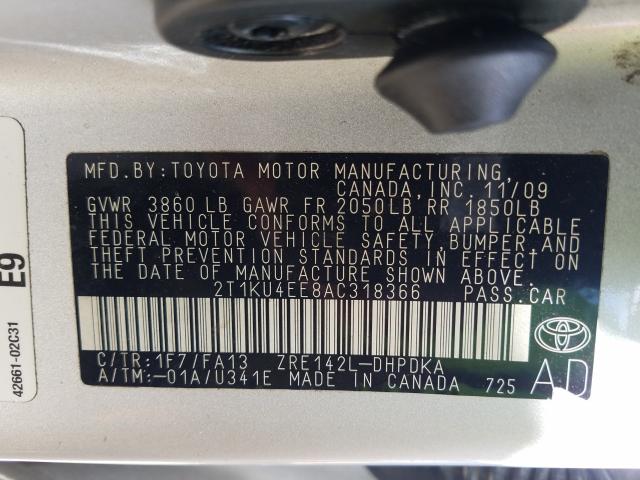 MFD.BY:TOYOTA MOTOR MANUFACTURING,
CANADA,INC. 11/09
GVWR 3860 LB GAWR FR 2050LB RR 1850LB
THIS VEHICLE CONFORMS TO ALL APPLICABLE
FEDERAL MOTOR VEHICLE SAFETY,BUMPER,AND
THEFT PREVENTION STANDARDS IN EFFECT ON
THE DATE OF MANUFACTURE SHOWN ABOVE.
2T1KU4EE8AC318366 PASS.CAR
C/TR:1F7/FA13 ZRE142L-DHPDKA
A/TM:-01A/U341E MADE IN CANADA 725
AD
E9
42661-02C31